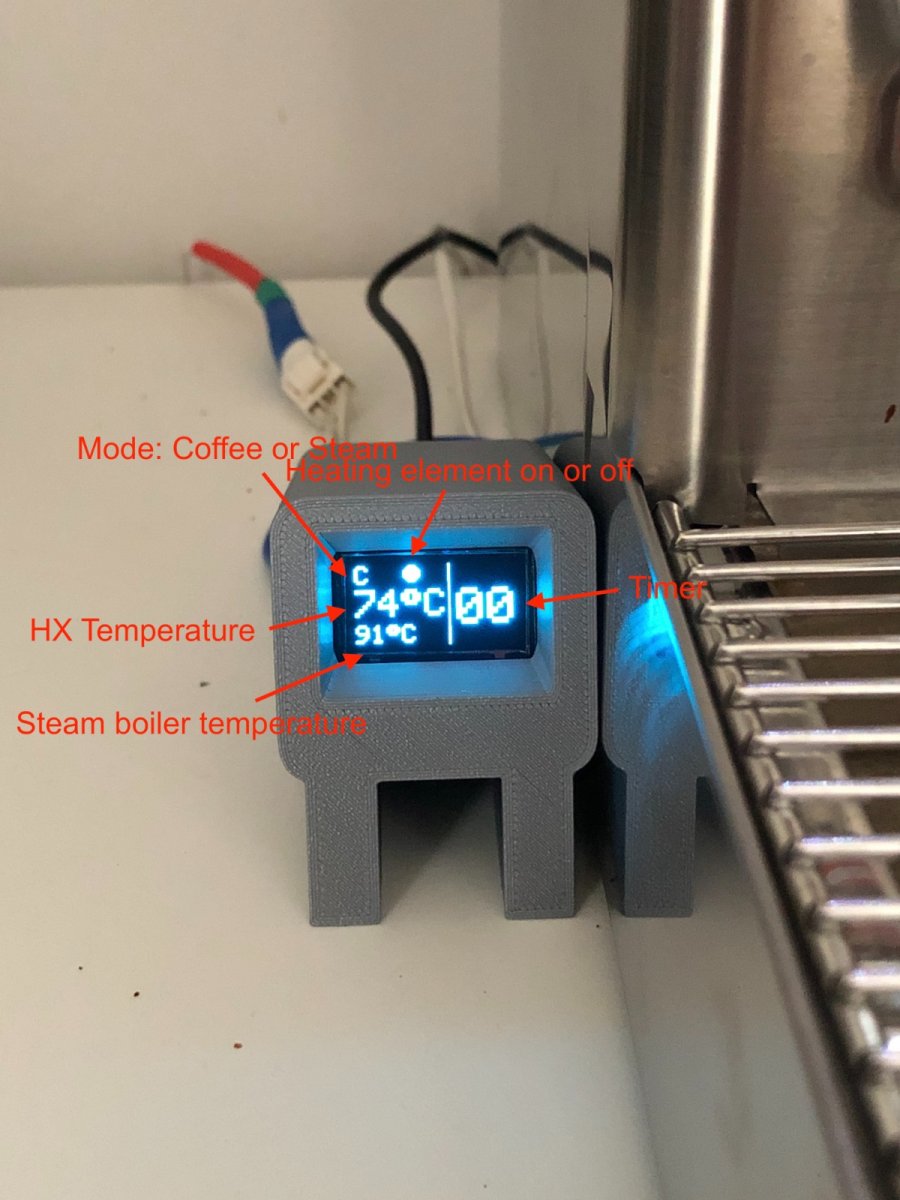 Mode: Coffee or Steam
Heating element on or off
C
74°C
00
Timer
HX Temperature
91°C
Steam boiler temperature